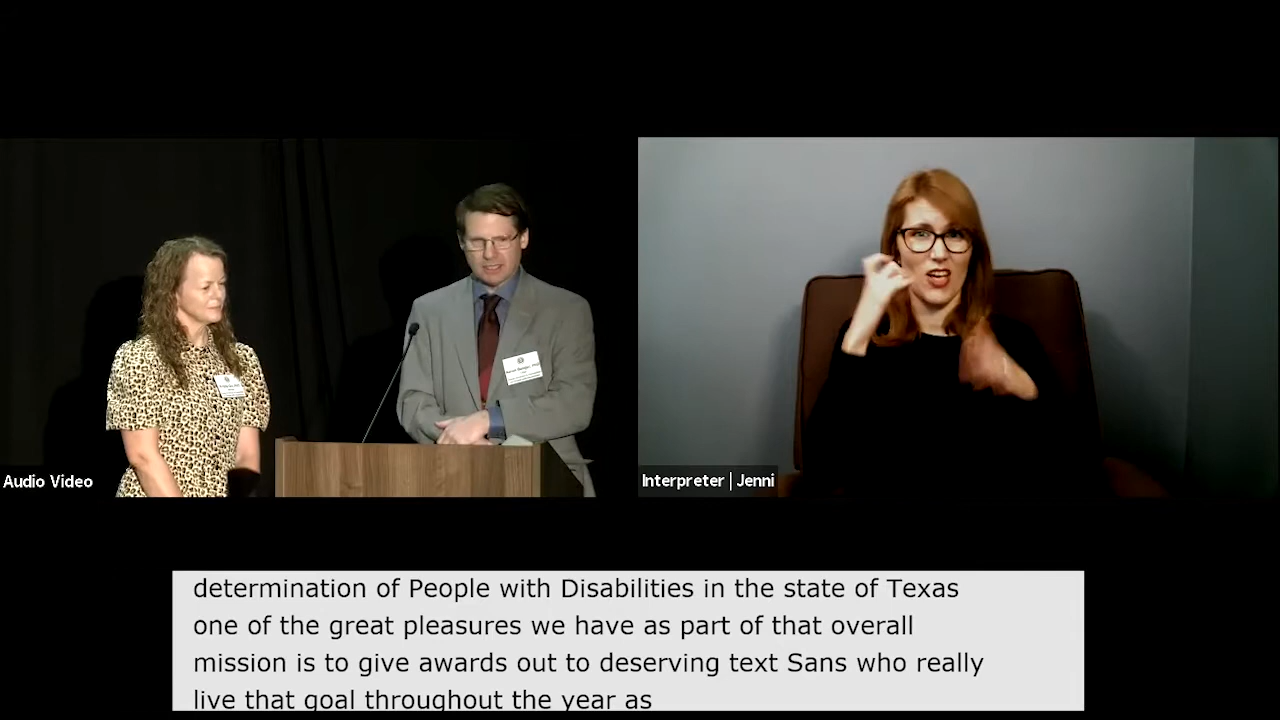 Audio Video
Interpreter | Jenni
determination of People with Disabilities in the state of Texas
one of the great pleasures we have as part of that overall
mission is to give awards out to deserving text Sans who really
live that goal throughout the year as